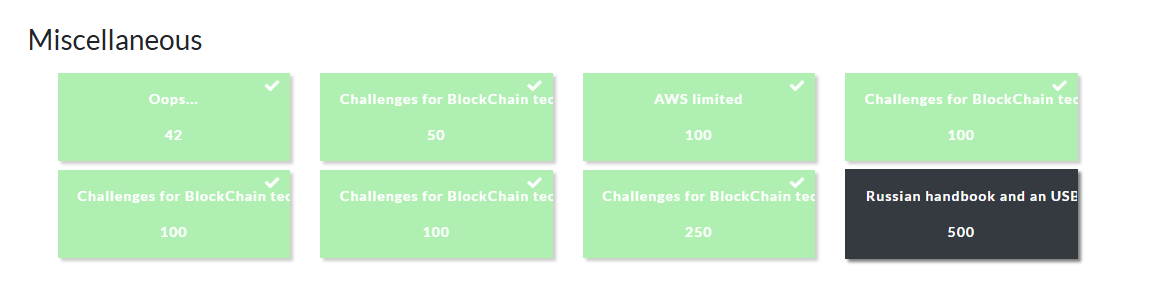 Miscellaneous
Oops...
42
Challenges for BlockChain tec
50
AWS limited
100
Challenges for BlockChain tec
100
Challenges for BlockChain tec
100
Challenges for BlockChain tec
100
Challenges for BlockChain tec
250
Russian handbook and an USB
500